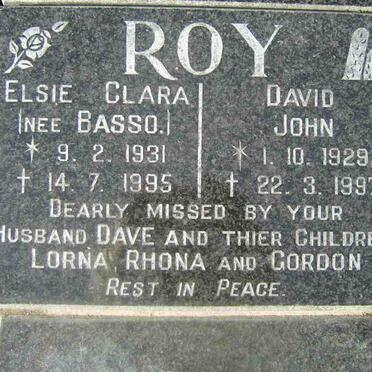 ROY
ELSIE CLARA
(NEE BASSO.)
* 9. 2. 1931
† 14. 7. 1995
DAVID
JOHN
* 1. 10. 1929
† 22. 3. 1997
DEARLY MISSED BY YOUR
HUSBAND DAVE AND THIER CHILDRE
LORNA, RHONA AND GORDON
REST IN PEACE.